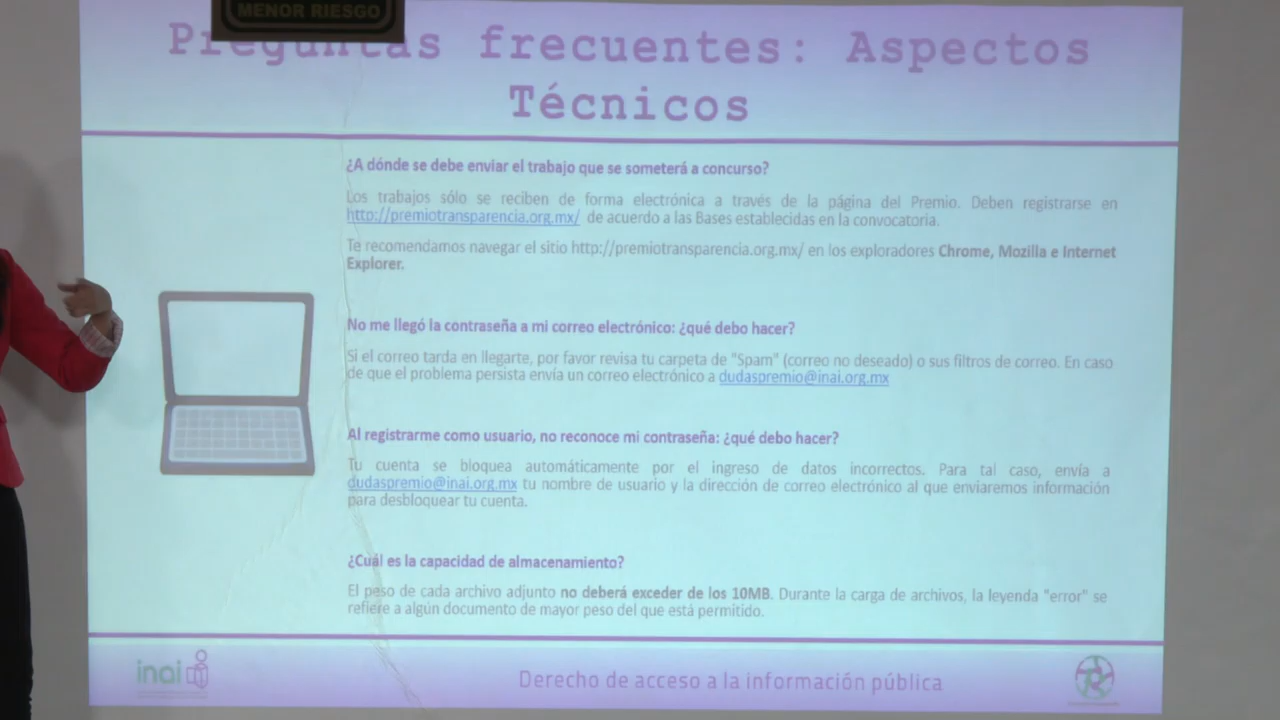 MENOR RIESGO
Preguntas frecuentes: Aspectos
Técnicos
¿A dónde se debe enviar el trabajo que se someterá a concurso?
Los trabajos sólo se reciben de forma electrónica a través de la página del Premio. Deben registrarse en
http://premiotransparencia.org.mx/ de acuerdo a las Bases establecidas en la convocatoria.
Te recomendamos navegar el sitio http://premiotransparencia.org.mx/ en los exploradores Chrome, Mozilla e Internet
Explorer.
No me llegó la contraseña a mi correo electrónico: ¿qué debo hacer?
Si el correo tarda en llegarte, por favor revisa tu carpeta de "Spam" (correo no deseado) o sus filtros de correo. En caso
de que el problema persista envía un correo electrónico a dudaspremio@inai.org.mx
Al registrarme como usuario, no reconoce mi contraseña: ¿qué debo hacer?
Tu cuenta se bloquea automáticamente por el ingreso de datos incorrectos. Para tal caso, envía a
dudaspremio@inai.org.mx tu nombre de usuario y la dirección de correo electrónico al que enviaremos información
para desbloquear tu cuenta.
¿Cuál es la capacidad de almacenamiento?
El peso de cada archivo adjunto no deberá exceder de los 10MB. Durante la carga de archivos, la leyenda "error" se
refiere a algún documento de mayor peso del que está permitido.
inai
Derecho de acceso a la información pública